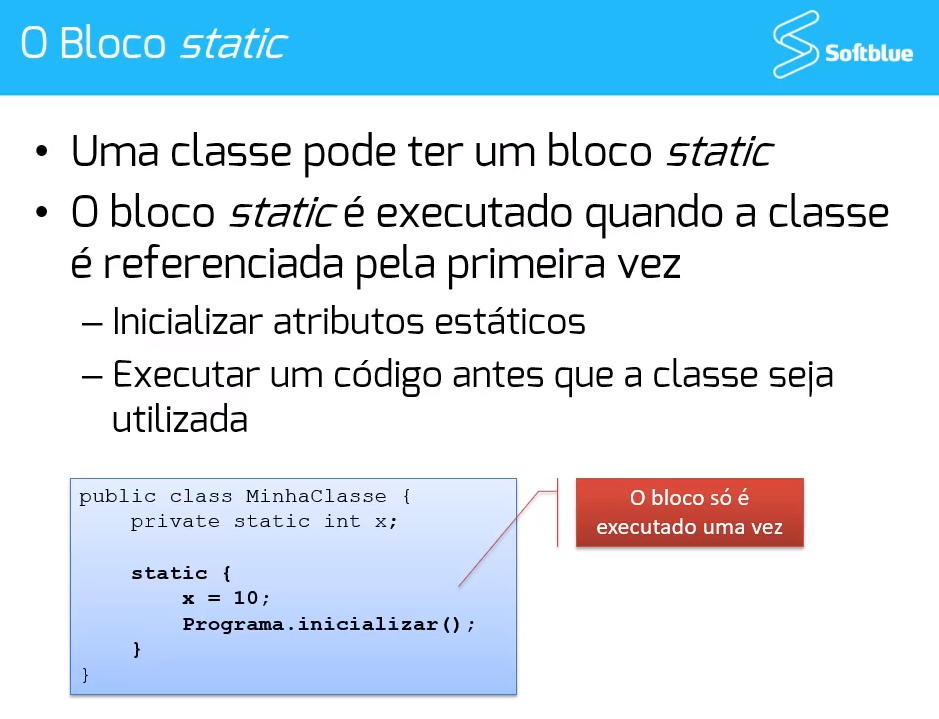 O Bloco static
Softblue
• Uma classe pode ter um bloco static
• O bloco static é executado quando a classe
é referenciada pela primeira vez
– Inicializar atributos estáticos
– Executar um código antes que a classe seja
utilizada
public class MinhaClasse {
    private static int x;
    static {
        x = 10;
        Programa.inicializar();
    }
}
O bloco só é
executado uma vez